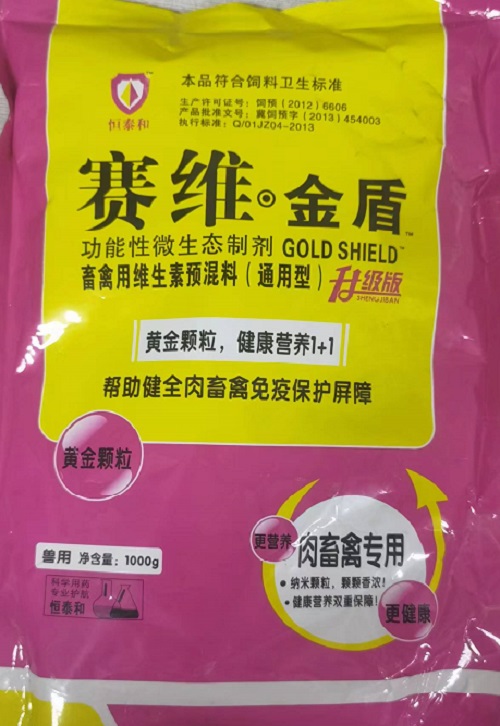 本品符合饲料卫生标准
生产许可证号：饲预（2012）6606
产品批准文号：冀饲预字（2013）454003
执行标准：Q/01JZ04-2013
恒泰和
赛维·金盾
功能性微生态制剂 GOLD SHIELD™
畜禽用维生素预混料（通用型）升级版
SHENGJIBAN
黄金颗粒，健康营养1+1
帮助健全肉畜禽免疫保护屏障
黄金颗粒
更营养
肉畜禽专用
·纳米颗粒，颗颗香浓！
·健康营养双重保障！
更健康
兽用 净含量：1000g
科学用药
专业护航
恒泰和